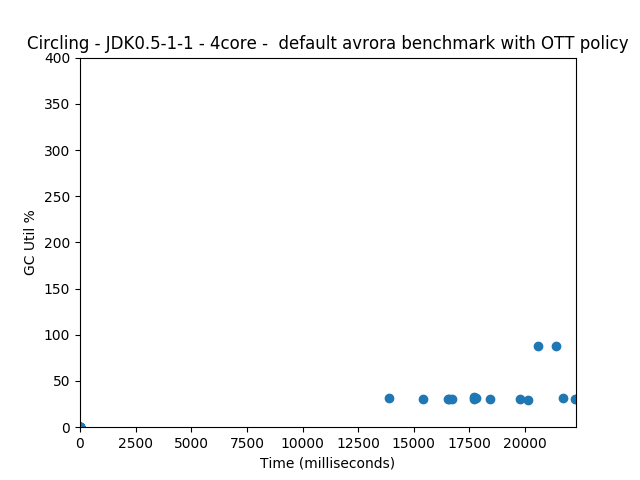 Circling - JDK0.5-1-1 - 4core -  default avrora benchmark with OTT policy
400
350
300
250
200
150
100
50
0
GC Util %
0 2500 5000 7500 10000 12500 15000 17500 20000
Time (milliseconds)